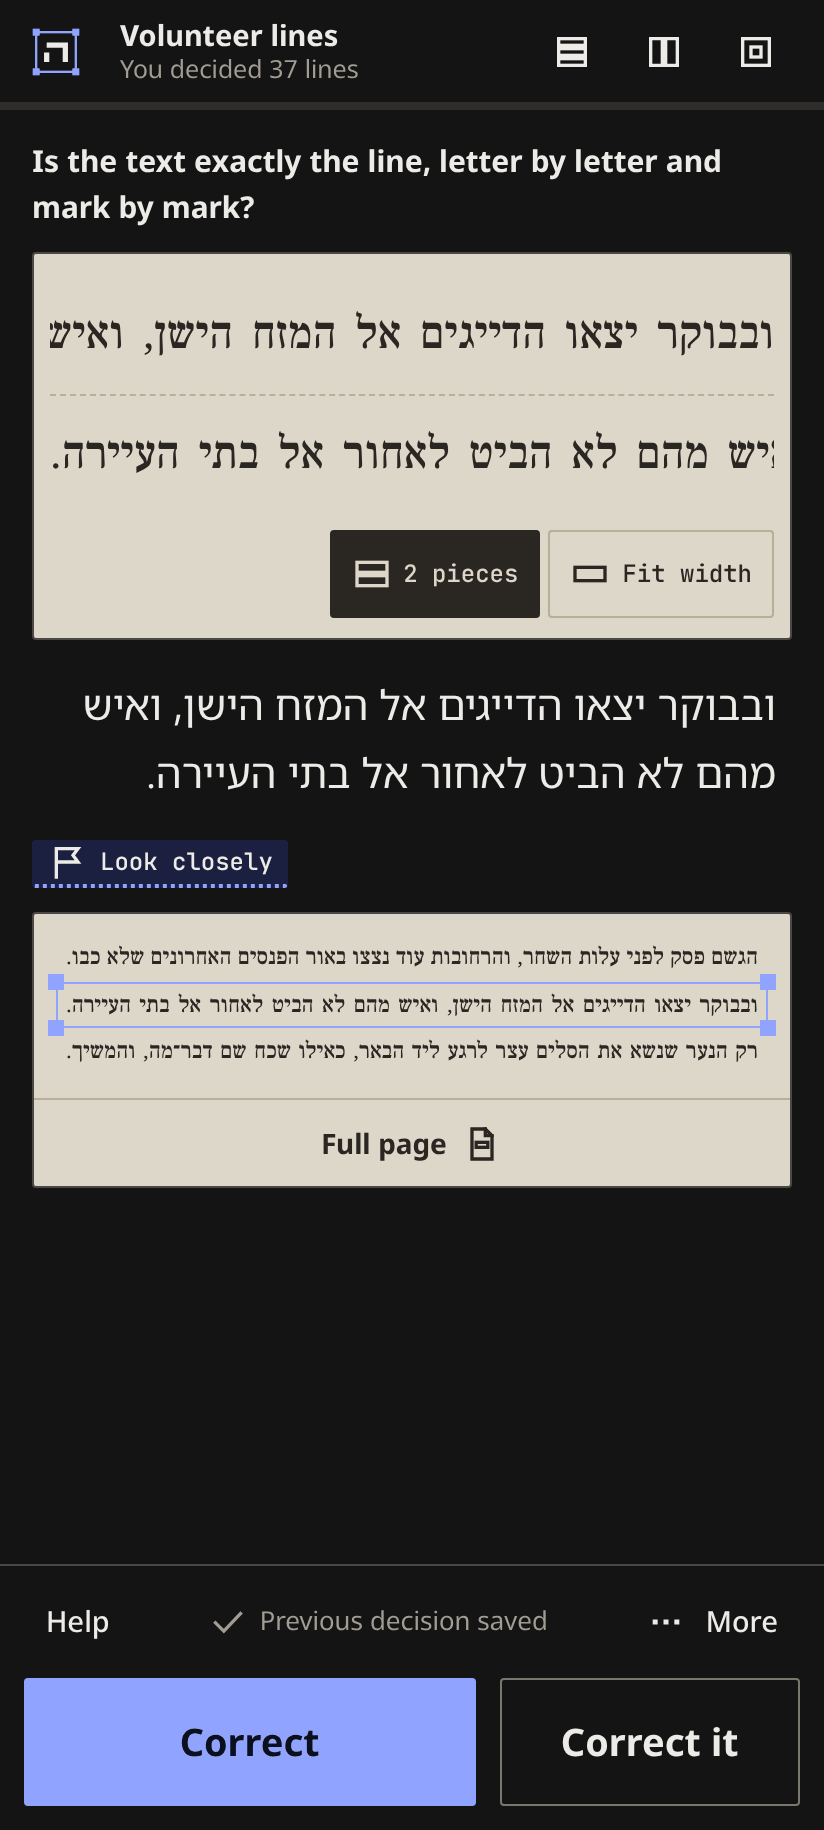 Volunteer lines
You decided 37 lines
Is the text exactly the line, letter by letter and
mark by mark?
ובבוקר יצאו הדייגים אל המזח הישן, ואיש
איש מהם לא הביט לאחור אל בתי העיירה.
2 pieces
Fit width
ובבוקר יצאו הדייגים אל המזח הישן, ואיש
מהם לא הביט לאחור אל בתי העיירה.
Look closely
הגשם פסק לפני עלות השחר, והרחובות עוד נצצו באור הפנסים האחרונים שלא כבו.
ובבוקר יצאו הדייגים אל המזח הישן, ואיש מהם לא הביט לאחור אל בתי העיירה.
רק הנער שנשא את הסלים עצר לרגע ליד הבאר, כאילו שכח שם דבר־מה, והמשיך.
Full page
Help
Previous decision saved
More
Correct
Correct it